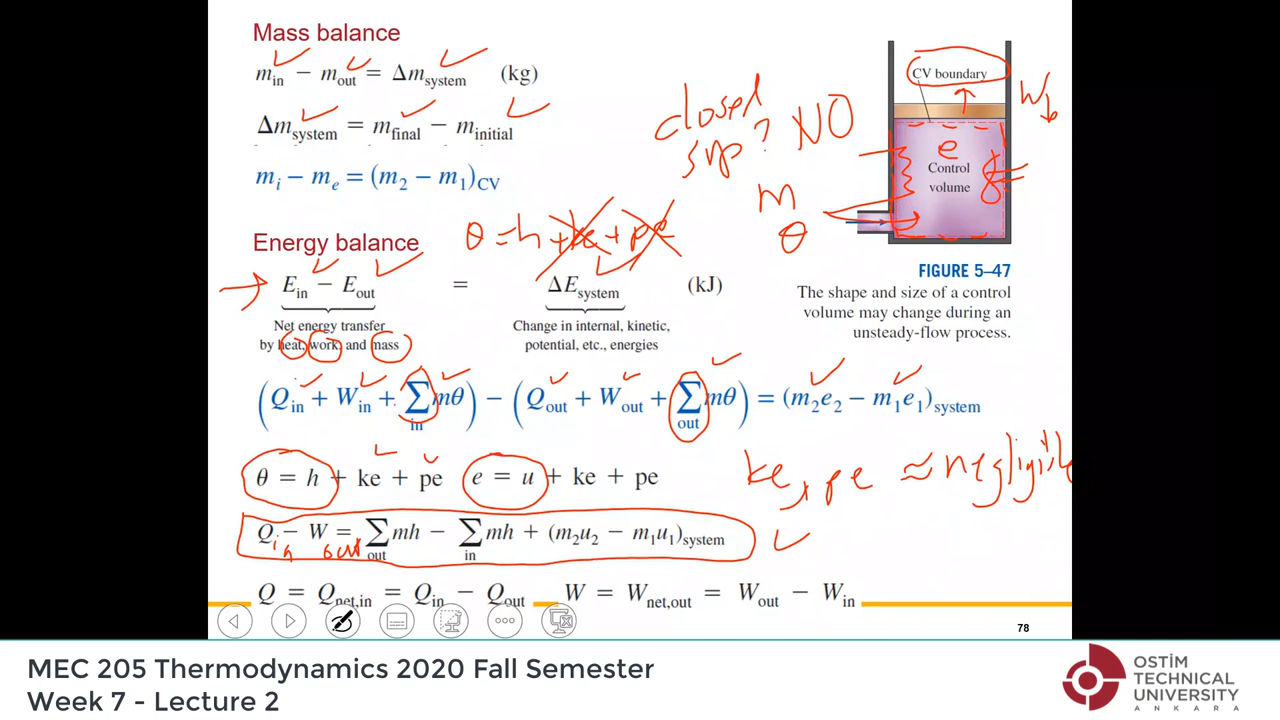 Mass balance
m_in − m_out = Δm_system (kg)
Δm_system = m_final − m_initial
m_i − m_e = (m_2 − m_1)_CV
closed
sys? NO
m
θ
CV boundary
W_b
e
Control
volume
FIGURE 5–47
The shape and size of a control
volume may change during an
unsteady-flow process.
Energy balance
θ = h + ke + pe
E_in − E_out = ΔE_system (kJ)
Net energy transfer
by heat, work, and mass
Change in internal, kinetic,
potential, etc., energies
(Q_in + W_in + ∑_in mθ) − (Q_out + W_out + ∑_out mθ) = (m_2e_2 − m_1e_1)_system
θ = h + ke + pe e = u + ke + pe
ke, pe ≈ negligible
Q_in − W_out = ∑_out mh − ∑_in mh + (m_2u_2 − m_1u_1)_system
Q = Q_net,in = Q_in − Q_out W = W_net,out = W_out − W_in
78
MEC 205 Thermodynamics 2020 Fall Semester
Week 7 - Lecture 2
OSTİM
TECHNICAL
UNIVERSITY
ANKARA